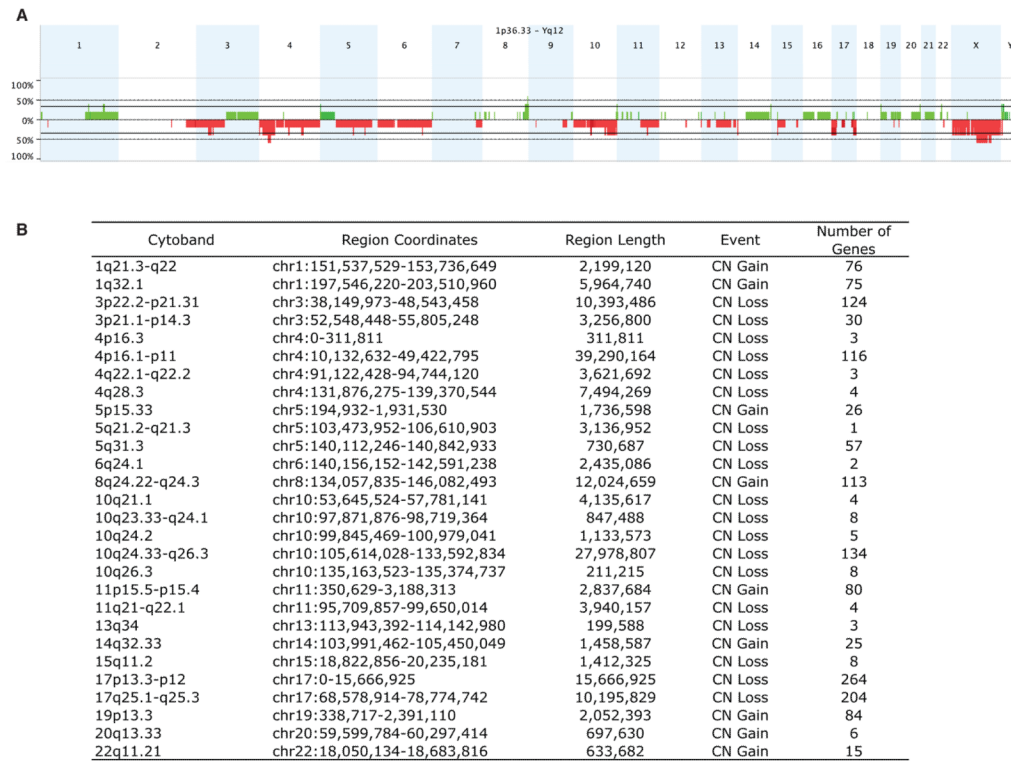 A
1p36.33 - Yq12
1 2 3 4 5 6 7 8 9 10 11 12 13 14 15 16 17 18 19 20 21 22 X Y
100%
50%
0%
50%
100%
B
Cytoband Region Coordinates Region Length Event Number of Genes
1q21.3-q22 chr1:151,537,529-153,736,649 2,199,120 CN Gain 76
1q32.1 chr1:197,546,220-203,510,960 5,964,740 CN Gain 75
3p22.2-p21.31 chr3:38,149,973-48,543,458 10,393,486 CN Loss 124
3p21.1-p14.3 chr3:52,548,448-55,805,248 3,256,800 CN Loss 30
4p16.3 chr4:0-311,811 311,811 CN Loss 3
4p16.1-p11 chr4:10,132,632-49,422,795 39,290,164 CN Loss 116
4q22.1-q22.2 chr4:91,122,428-94,744,120 3,621,692 CN Loss 3
4q28.3 chr4:131,876,275-139,370,544 7,494,269 CN Loss 4
5p15.33 chr5:194,932-1,931,530 1,736,598 CN Gain 26
5q21.2-q21.3 chr5:103,473,952-106,610,903 3,136,952 CN Loss 1
5q31.3 chr5:140,112,246-140,842,933 730,687 CN Loss 57
6q24.1 chr6:140,156,152-142,591,238 2,435,086 CN Loss 2
8q24.22-q24.3 chr8:134,057,835-146,082,493 12,024,659 CN Gain 113
10q21.1 chr10:53,645,524-57,781,141 4,135,617 CN Loss 4
10q23.33-q24.1 chr10:97,871,876-98,719,364 847,488 CN Loss 8
10q24.2 chr10:99,845,469-100,979,041 1,133,573 CN Loss 5
10q24.33-q26.3 chr10:105,614,028-133,592,834 27,978,807 CN Loss 134
10q26.3 chr10:135,163,523-135,374,737 211,215 CN Loss 8
11p15.5-p15.4 chr11:350,629-3,188,313 2,837,684 CN Gain 80
11q21-q22.1 chr11:95,709,857-99,650,014 3,940,157 CN Loss 4
13q34 chr13:113,943,392-114,142,980 199,588 CN Loss 3
14q32.33 chr14:103,991,462-105,450,049 1,458,587 CN Gain 25
15q11.2 chr15:18,822,856-20,235,181 1,412,325 CN Loss 8
17p13.3-p12 chr17:0-15,666,925 15,666,925 CN Loss 264
17q25.1-q25.3 chr17:68,578,914-78,774,742 10,195,829 CN Loss 204
19p13.3 chr19:338,717-2,391,110 2,052,393 CN Gain 84
20q13.33 chr20:59,599,784-60,297,414 697,630 CN Gain 6
22q11.21 chr22:18,050,134-18,683,816 633,682 CN Gain 15